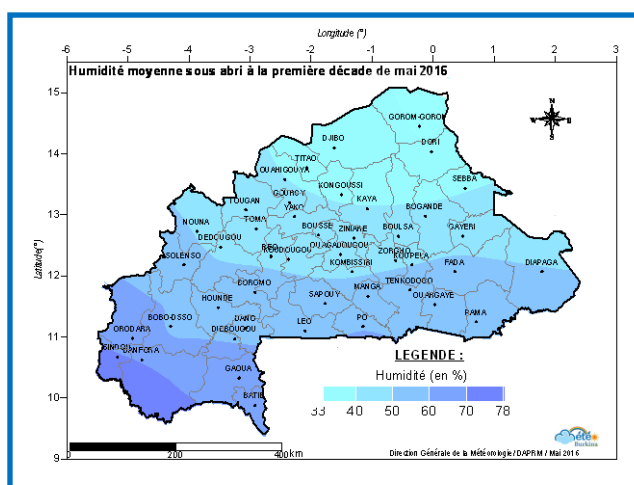 Longitude (°)
-6 -5 -4 -3 -2 -1 0 1 2 3
Humidité moyenne sous abri à la première décade de mai 2016
15
GOROM-GOROM
N
W E
S
DJIBO
DORI
14
TITAO
OUAHIGOUYA
KONGOUSSI
SEBBA
GOURCY
KAYA
TOUGAN
YAKO
BOGANDE
13
NOUNA
TOMA
BOUSSE
ZINIARE
BOULSA
GAYERI
DEDOUGOU
REO
KOUDOUGOU
OUAGADOUGOU
ZORGHO
KOUPELA
SOLENSO
KOMBISSIRI
FADA
DIAPAGA
Latitude(°)
12
BOROMO
MANGA
TENKODOGO
HOUNDE
SAPOUY
OUARGAYE
BOBO-DSSO
DANO
LEO
PO
PAMA
ORODARA
DIEBOUGOU
11
SINDOU
BANFORA
LEGENDE :
GAOUA
Humidité (en %)
10
BATIE
33 40 50 60 70 78
9
0 200 400 km
météo
Burkina
Direction Générale de la Météorologie/DAPRM / Mai 2016